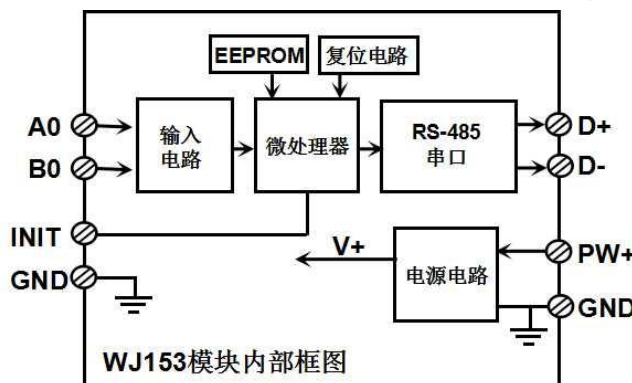 EEPROM
复位电路
A0
B0
输入
电路
微处理器
RS-485
串口
D+
D-
INIT
GND
V+
电源电路
PW+
GND
WJ153模块内部框图